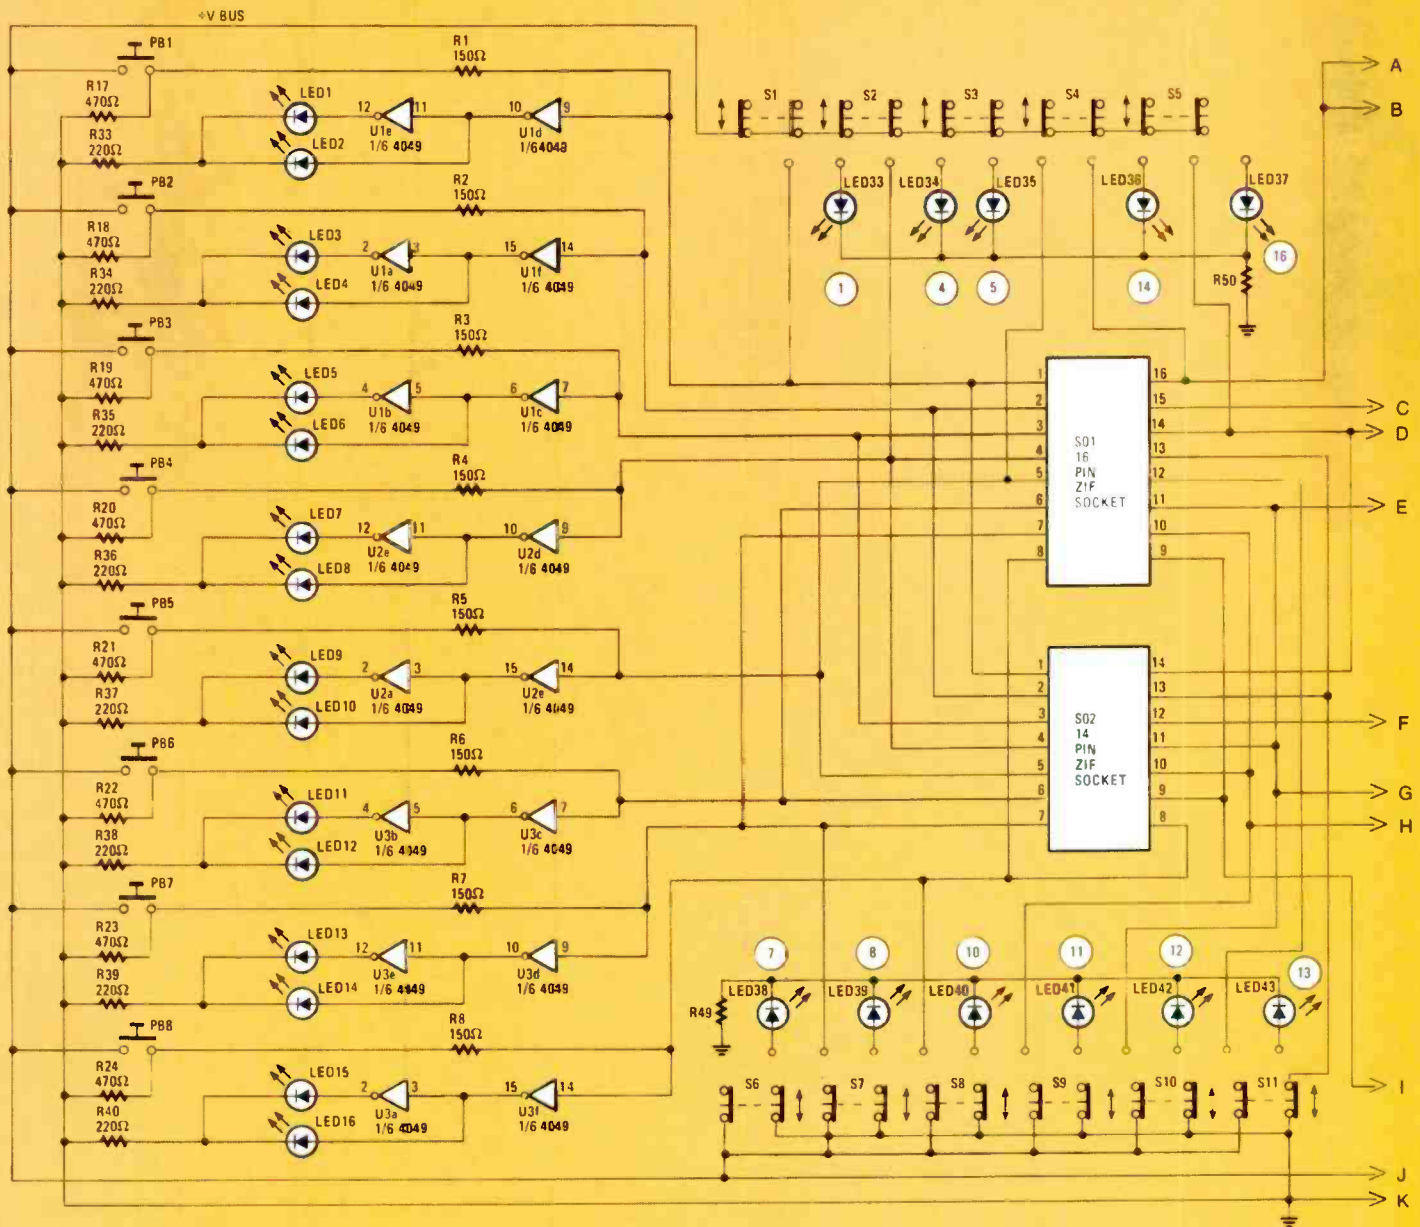 +V BUS
PB1
R1
150Ω
R17
470Ω
R33
220Ω
LED1
LED2
12
11
U1e
1/6 4049
10
9
U1d
1/6 4049
PB2
R2
150Ω
R18
470Ω
R34
220Ω
LED3
LED4
2
3
U1a
1/6 4049
15
14
U1f
1/6 4049
PB3
R3
150Ω
R19
470Ω
R35
220Ω
LED5
LED6
4
5
U1b
1/6 4049
6
7
U1c
1/6 4049
PB4
R4
150Ω
R20
470Ω
R36
220Ω
LED7
LED8
12
11
U2e
1/6 4049
10
9
U2d
1/6 4049
PB5
R5
150Ω
R21
470Ω
R37
220Ω
LED9
LED10
2
3
U2a
1/6 4049
15
14
U2e
1/6 4049
PB6
R6
150Ω
R22
470Ω
R38
220Ω
LED11
LED12
4
5
U3b
1/6 4049
6
7
U3c
1/6 4049
PB7
R7
150Ω
R23
470Ω
R39
220Ω
LED13
LED14
12
11
U3e
1/6 4049
10
9
U3d
1/6 4049
PB8
R8
150Ω
R24
470Ω
R40
220Ω
LED15
LED16
2
3
U3a
1/6 4049
15
14
U3f
1/6 4049
S1
S2
S3
S4
S5
LED33
LED34
LED35
LED36
LED37
1
4
5
14
16
R50
1
2
3
4
5
6
7
8
SO1
16
PIN
ZIF
SOCKET
16
15
14
13
12
11
10
9
1
2
3
4
5
6
7
SO2
14
PIN
ZIF
SOCKET
14
13
12
11
10
9
8
7
8
10
11
12
13
LED38
LED39
LED40
LED41
LED42
LED43
R49
S6
S7
S8
S9
S10
S11
A
B
C
D
E
F
G
H
I
J
K